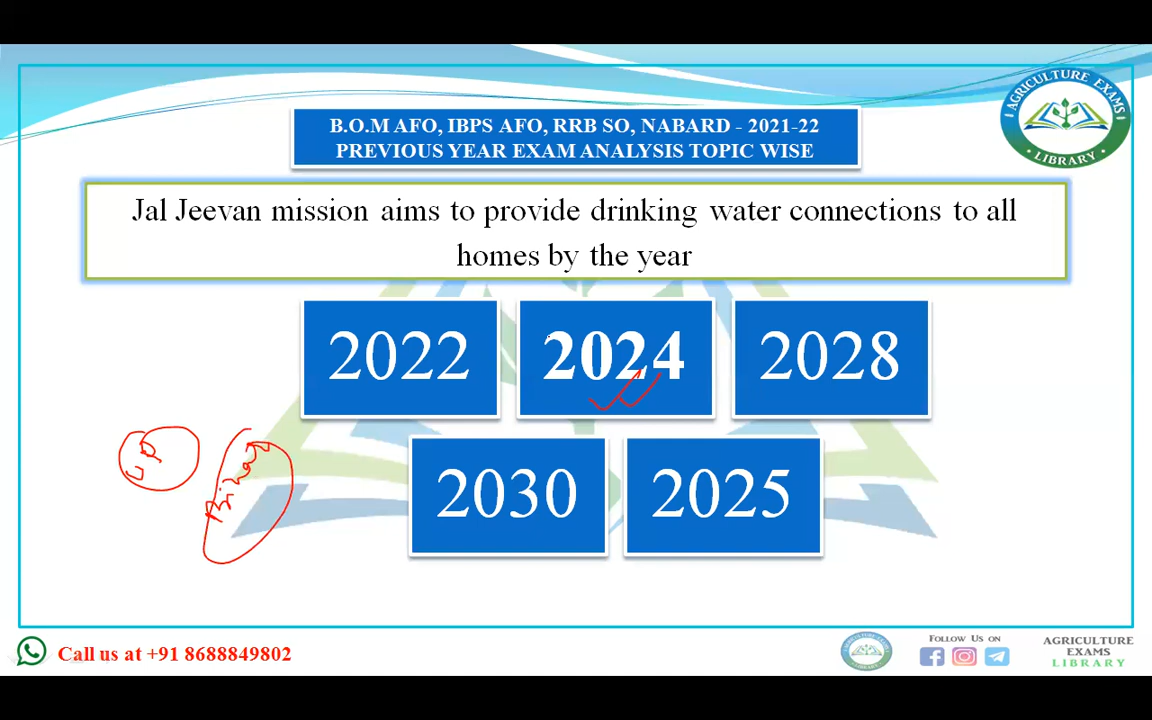 AGRICULTURE EXAMS
LIBRARY
B.O.M AFO, IBPS AFO, RRB SO, NABARD - 2021-22
PREVIOUS YEAR EXAM ANALYSIS TOPIC WISE
Jal Jeevan mission aims to provide drinking water connections to all
homes by the year
2022
2024
2028
UP
Bihar
2030
2025
Call us at +91 8688849802
FOLLOW US ON
AGRICULTURE
EXAMS
LIBRARY